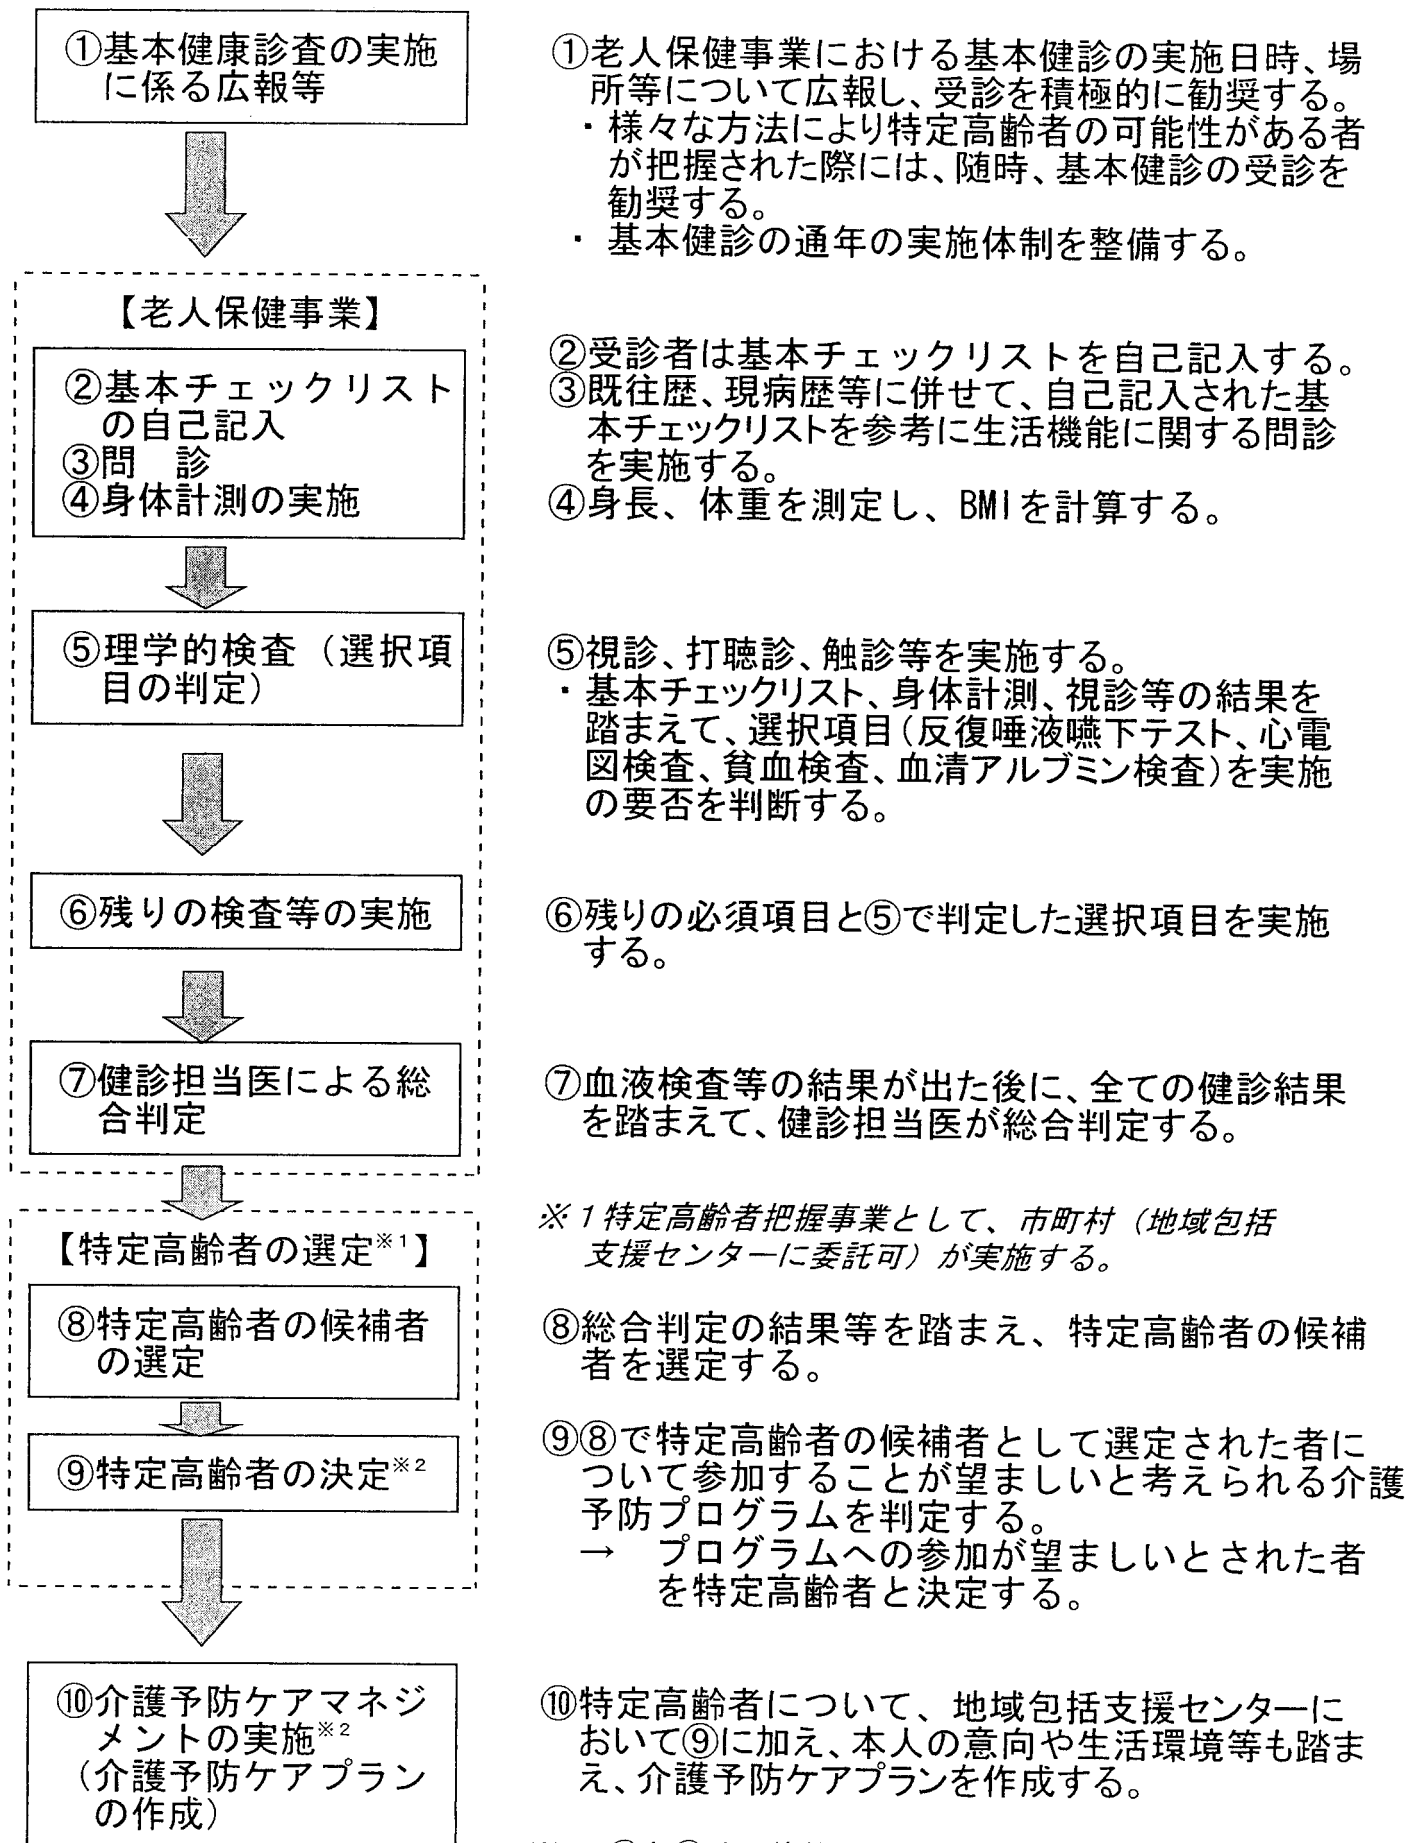 ①基本健康診査の実施
に係る広報等
①老人保健事業における基本健診の実施日時、場
所等について広報し、受診を積極的に勧奨する。
・様々な方法により特定高齢者の可能性がある者
が把握された際には、随時、基本健診の受診を
勧奨する。
・ 基本健診の通年の実施体制を整備する。
【老人保健事業】
②基本チェックリスト
の自己記入
③問　診
④身体計測の実施
②受診者は基本チェックリストを自己記入する。
③既往歴、現病歴等に併せて、自己記入された基
本チェックリストを参考に生活機能に関する問診
を実施する。
④身長、体重を測定し、BMIを計算する。
⑤理学的検査（選択項
目の判定）
⑤視診、打聴診、触診等を実施する。
・基本チェックリスト、身体計測、視診等の結果を
踏まえて、選択項目（反復唾液嚥下テスト、心電
図検査、貧血検査、血清アルブミン検査）を実施
の要否を判断する。
⑥残りの検査等の実施
⑥残りの必須項目と⑤で判定した選択項目を実施
する。
⑦健診担当医による総
合判定
⑦血液検査等の結果が出た後に、全ての健診結果
を踏まえて、健診担当医が総合判定する。
※１特定高齢者把握事業として、市町村（地域包括
支援センターに委託可）が実施する。
【特定高齢者の選定※1】
⑧特定高齢者の候補者
の選定
⑧総合判定の結果等を踏まえ、特定高齢者の候補
者を選定する。
⑨特定高齢者の決定※2
⑨⑧で特定高齢者の候補者として選定された者に
ついて参加することが望ましいと考えられる介護
予防プログラムを判定する。
→　プログラムへの参加が望ましいとされた者
を特定高齢者と決定する。
⑩介護予防ケアマネジ
メントの実施※2
（介護予防ケアプラン
の作成）
⑩特定高齢者について、地域包括支援センターに
おいて⑨に加え、本人の意向や生活環境等も踏ま
え、介護予防ケアプランを作成する。